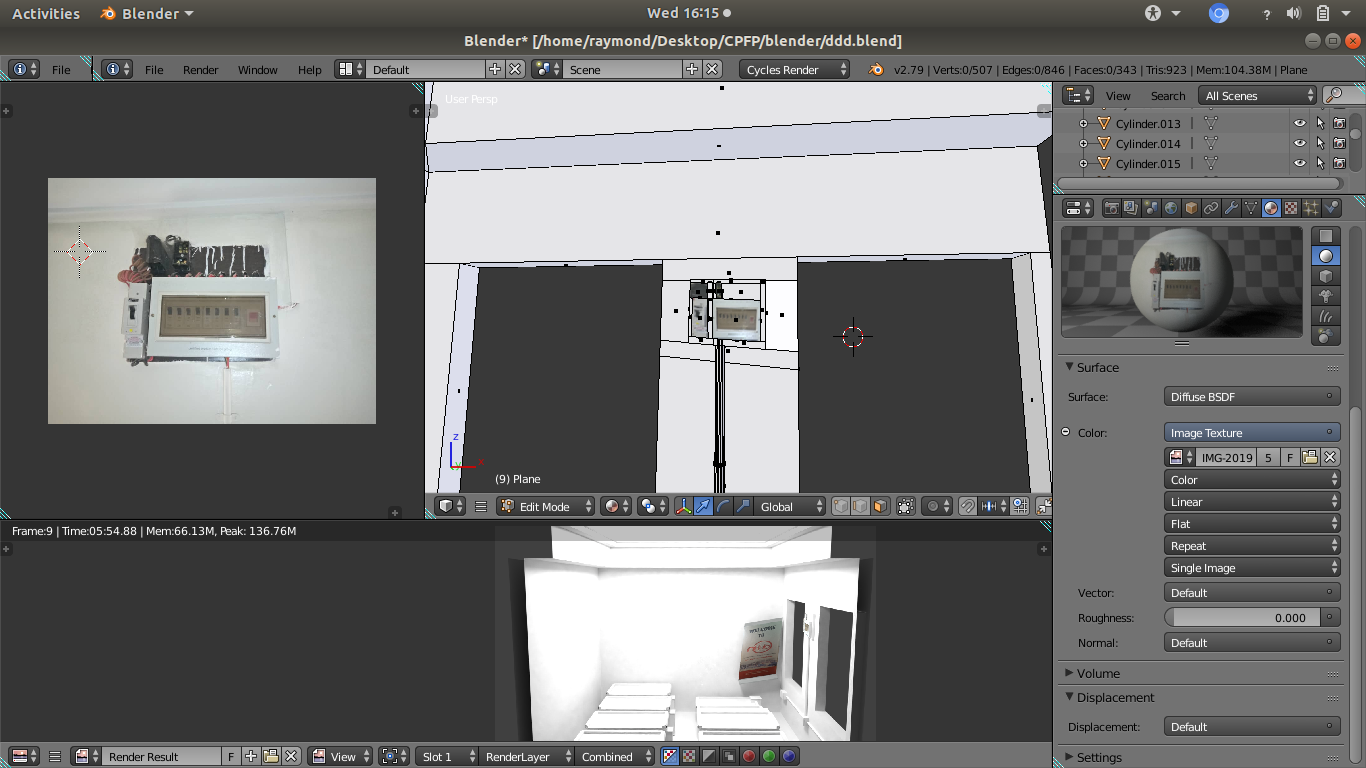 Activities Blender Wed 16:15 ?
Blender* [/home/raymond/Desktop/CPFP/blender/ddd.blend]
File File Render Window Help Default Scene Cycles Render v2.79 | Verts:0/507 | Edges:0/846 | Faces:0/343 | Tris:923 | Mem:104.38M | Plane
User Persp
View Search All Scenes
Cylinder.013
Cylinder.014
Cylinder.015
z
x
y
(9) Plane
Edit Mode Global
Surface
Surface: Diffuse BSDF
Color: Image Texture
IMG-2019 5 F
Color
Linear
Flat
Repeat
Single Image
Vector: Default
Roughness: 0.000
Normal: Default
Volume
Displacement
Displacement: Default
Settings
Frame:9 | Time:05:54.88 | Mem:66.13M, Peak: 136.76M
Render Result F View Slot 1 RenderLayer Combined